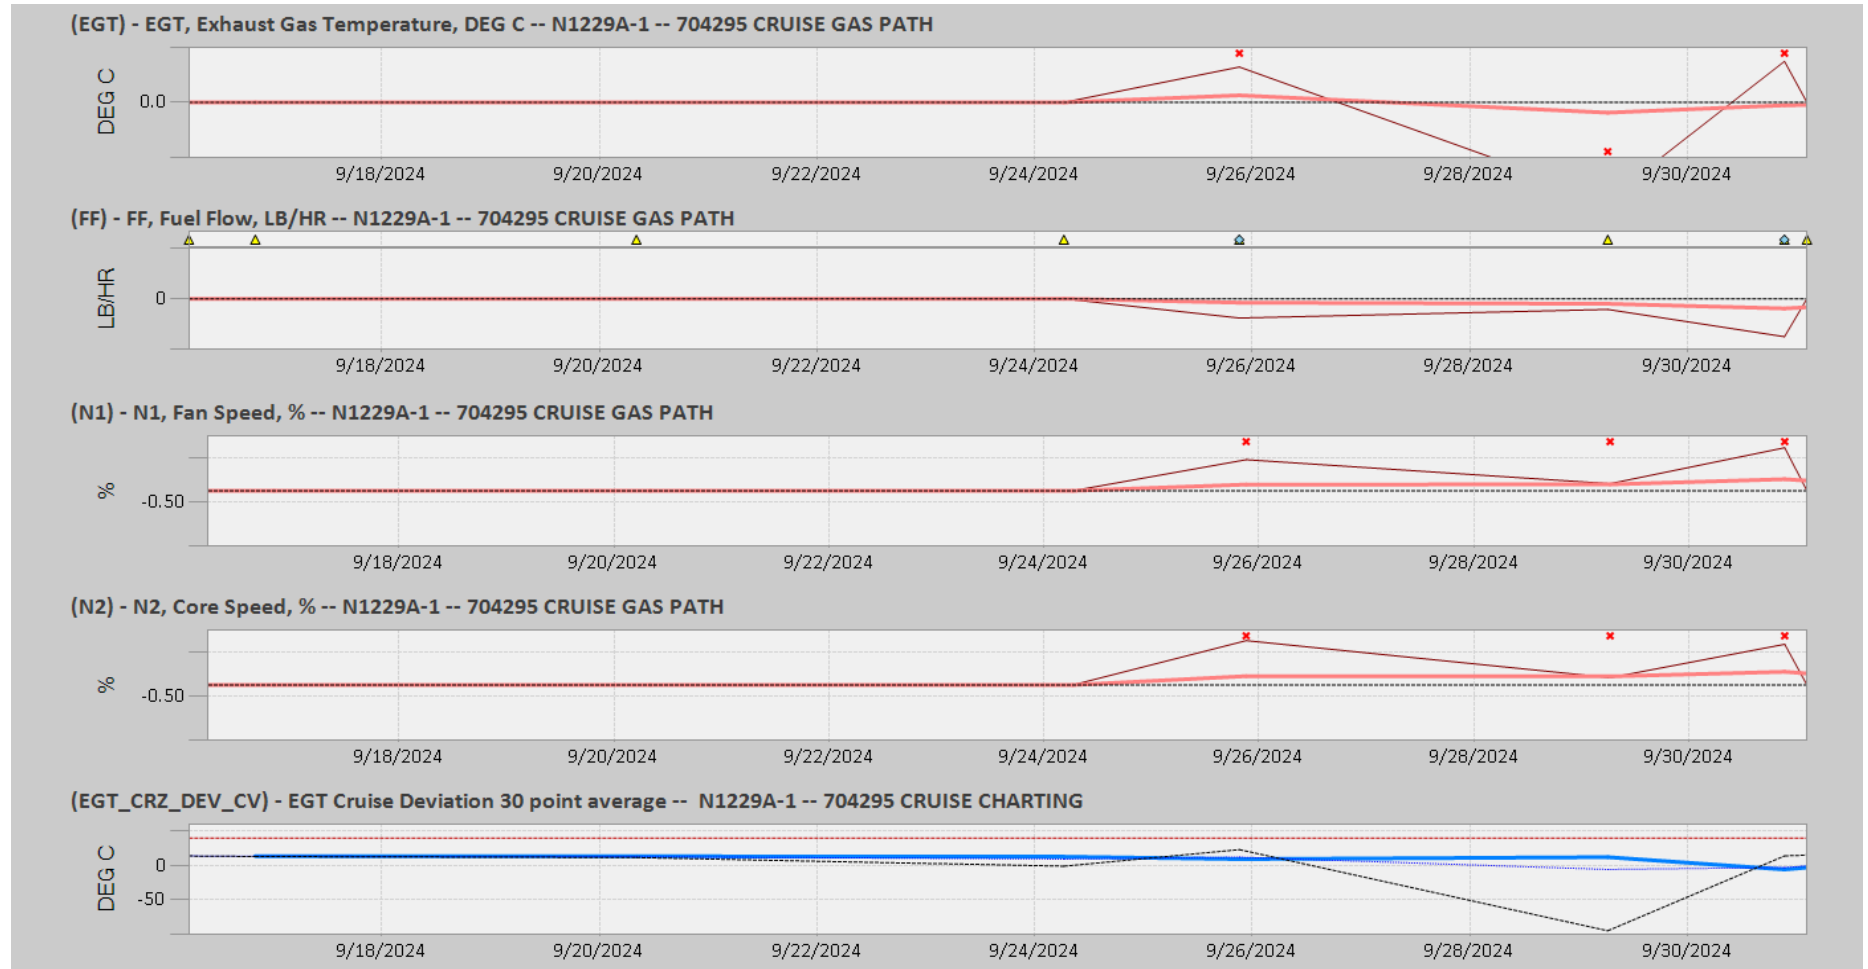 (EGT) - EGT, Exhaust Gas Temperature, DEG C -- N1229A-1 -- 704295 CRUISE GAS PATH
DEG C
0.0
9/18/2024 9/20/2024 9/22/2024 9/24/2024 9/26/2024 9/28/2024 9/30/2024
(FF) - FF, Fuel Flow, LB/HR -- N1229A-1 -- 704295 CRUISE GAS PATH
LB/HR
0
9/18/2024 9/20/2024 9/22/2024 9/24/2024 9/26/2024 9/28/2024 9/30/2024
(N1) - N1, Fan Speed, % -- N1229A-1 -- 704295 CRUISE GAS PATH
%
-0.50
9/18/2024 9/20/2024 9/22/2024 9/24/2024 9/26/2024 9/28/2024 9/30/2024
(N2) - N2, Core Speed, % -- N1229A-1 -- 704295 CRUISE GAS PATH
%
-0.50
9/18/2024 9/20/2024 9/22/2024 9/24/2024 9/26/2024 9/28/2024 9/30/2024
(EGT_CRZ_DEV_CV) - EGT Cruise Deviation 30 point average -- N1229A-1 -- 704295 CRUISE CHARTING
DEG C
0
-50
9/18/2024 9/20/2024 9/22/2024 9/24/2024 9/26/2024 9/28/2024 9/30/2024